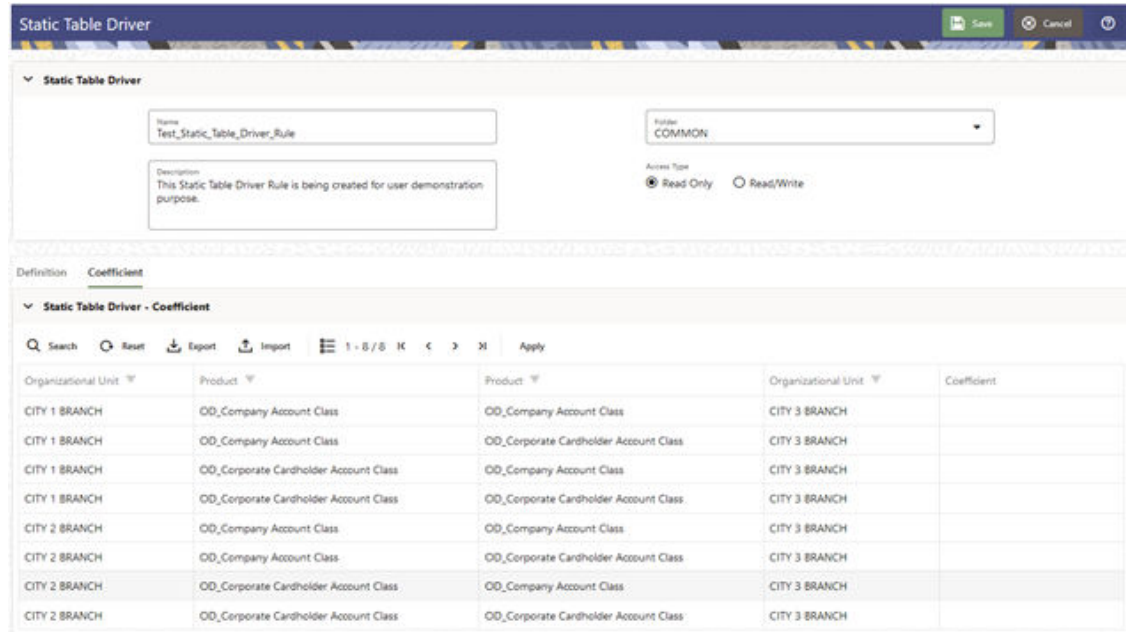 Static Table Driver
Save
Cancel
Static Table Driver
Name
Test_Static_Table_Driver_Rule
Folder
COMMON
Description
This Static Table Driver Rule is being created for user demonstration
purpose.
Access Type
Read Only Read/Write
Definition Coefficient
Static Table Driver - Coefficient
Search Reset Export Import 1 - 8 / 8 Apply
Organizational Unit Product Product Organizational Unit Coefficient
CITY 1 BRANCH OD_Company Account Class OD_Company Account Class CITY 3 BRANCH
CITY 1 BRANCH OD_Company Account Class OD_Corporate Cardholder Account Class CITY 3 BRANCH
CITY 1 BRANCH OD_Corporate Cardholder Account Class OD_Company Account Class CITY 3 BRANCH
CITY 1 BRANCH OD_Corporate Cardholder Account Class OD_Corporate Cardholder Account Class CITY 3 BRANCH
CITY 2 BRANCH OD_Company Account Class OD_Company Account Class CITY 3 BRANCH
CITY 2 BRANCH OD_Company Account Class OD_Corporate Cardholder Account Class CITY 3 BRANCH
CITY 2 BRANCH OD_Corporate Cardholder Account Class OD_Company Account Class CITY 3 BRANCH
CITY 2 BRANCH OD_Corporate Cardholder Account Class OD_Corporate Cardholder Account Class CITY 3 BRANCH